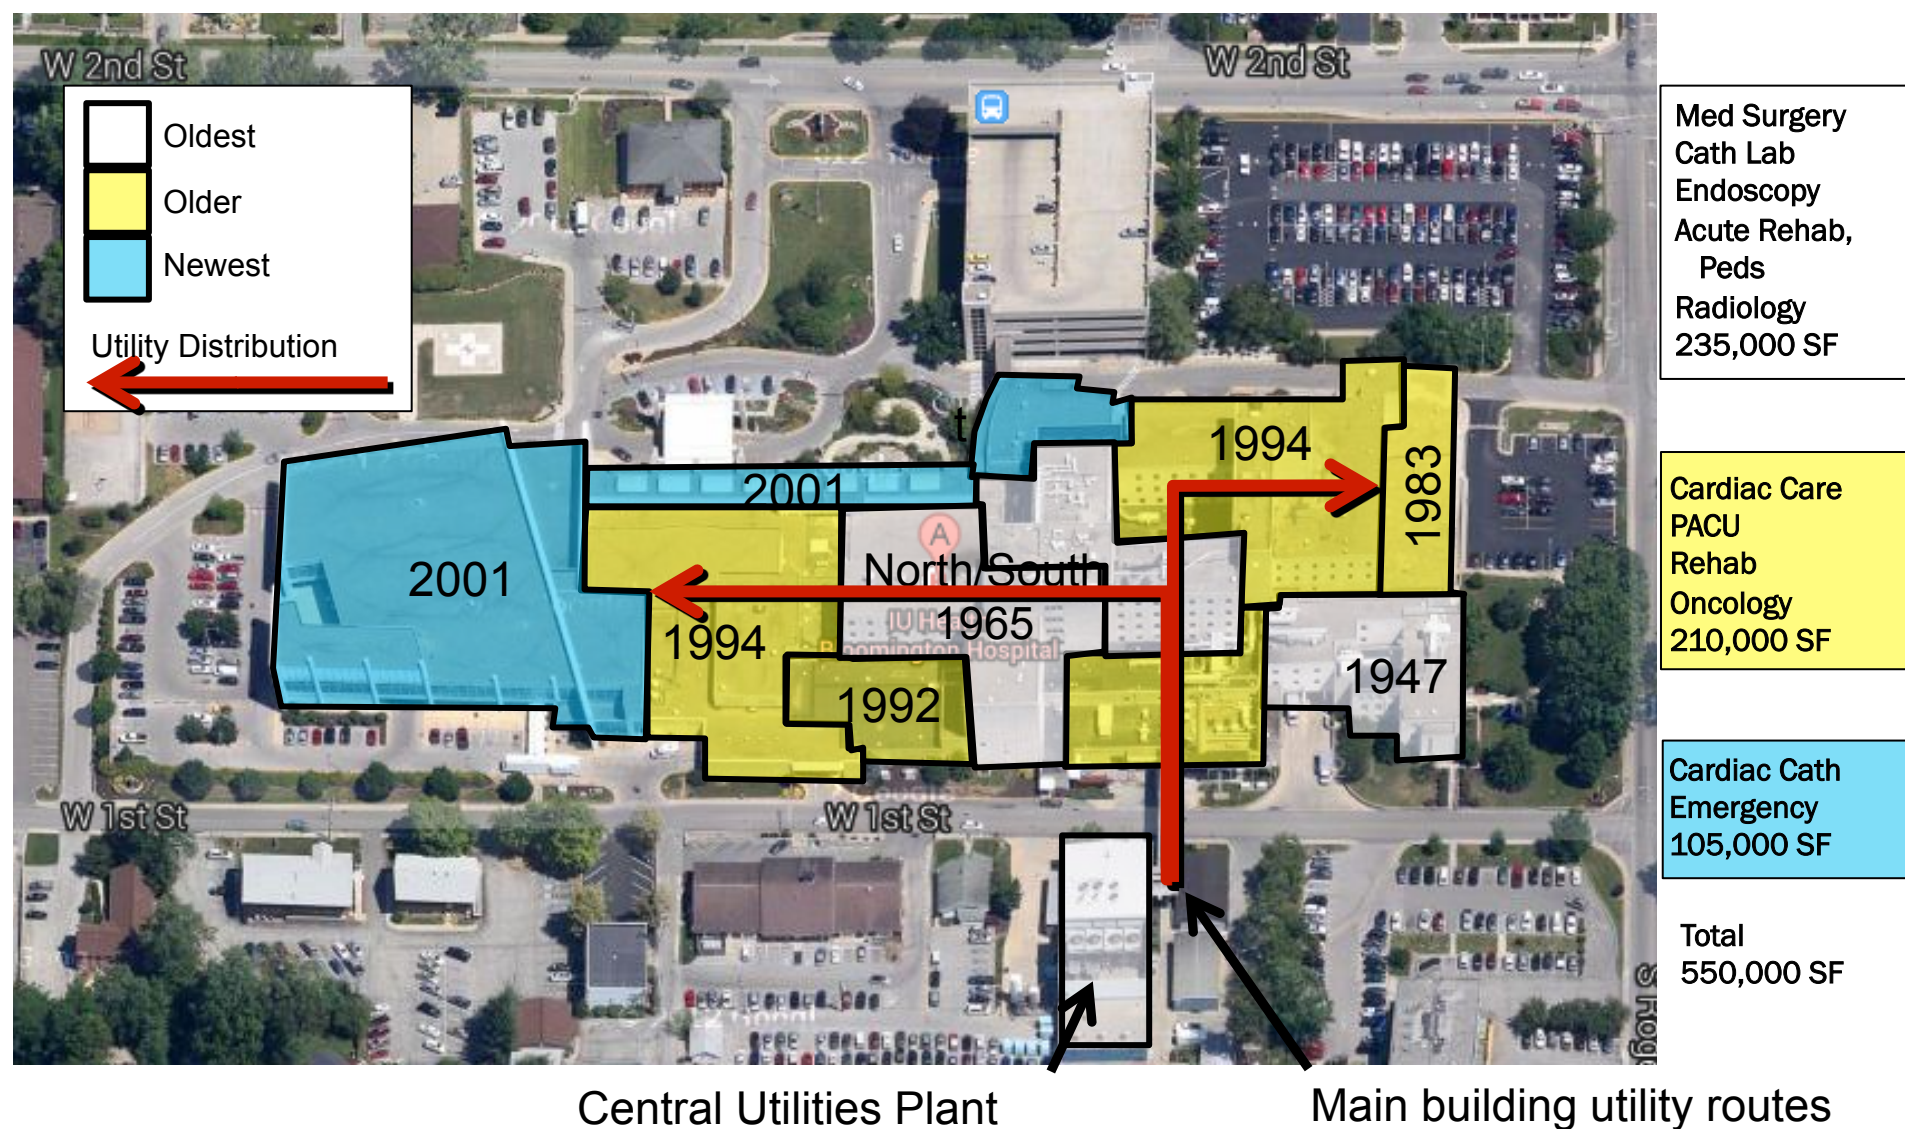 W 2nd St
W 2nd St
Oldest
Older
Newest
Utility Distribution
Med Surgery
Cath Lab
Endoscopy
Acute Rehab,
Peds
Radiology
235,000 SF
t
1994
1983
2001
A
2001
North/South
1965
1994
1992
1947
Bloomington Hospital
Cardiac Care
PACU
Rehab
Oncology
210,000 SF
Cardiac Cath
Emergency
105,000 SF
W 1st St
W 1st St
Total
550,000 SF
Central Utilities Plant
Main building utility routes